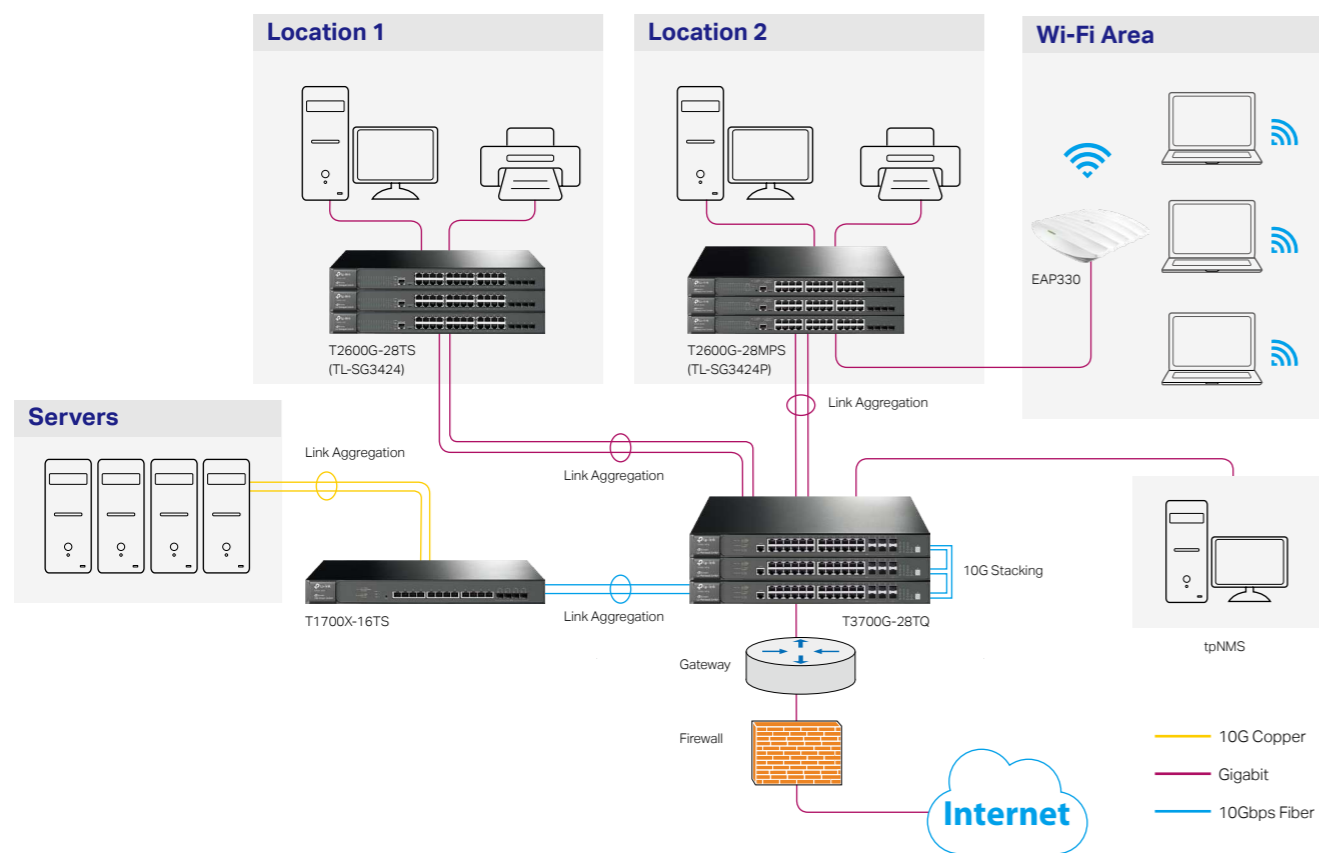 Location 1
Location 2
Wi-Fi Area
EAP330
T2600G-28TS
(TL-SG3424)
T2600G-28MPS
(TL-SG3424P)
Link Aggregation
Servers
Link Aggregation
Link Aggregation
10G Stacking
T1700X-16TS
Link Aggregation
T3700G-28TQ
tpNMS
Gateway
Firewall
Internet
10G Copper
Gigabit
10Gbps Fiber